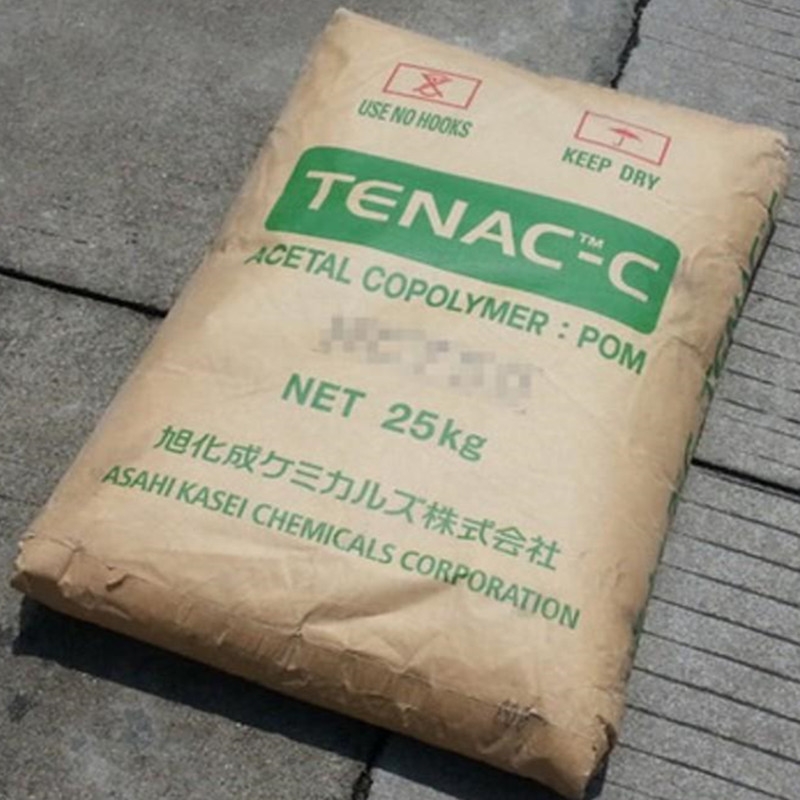 USE NO HOOKS
KEEP DRY
TENAC™-C
ACETAL COPOLYMER : POM
NET 25kg
旭化成ケミカルズ株式会社
ASAHI KASEI CHEMICALS CORPORATION